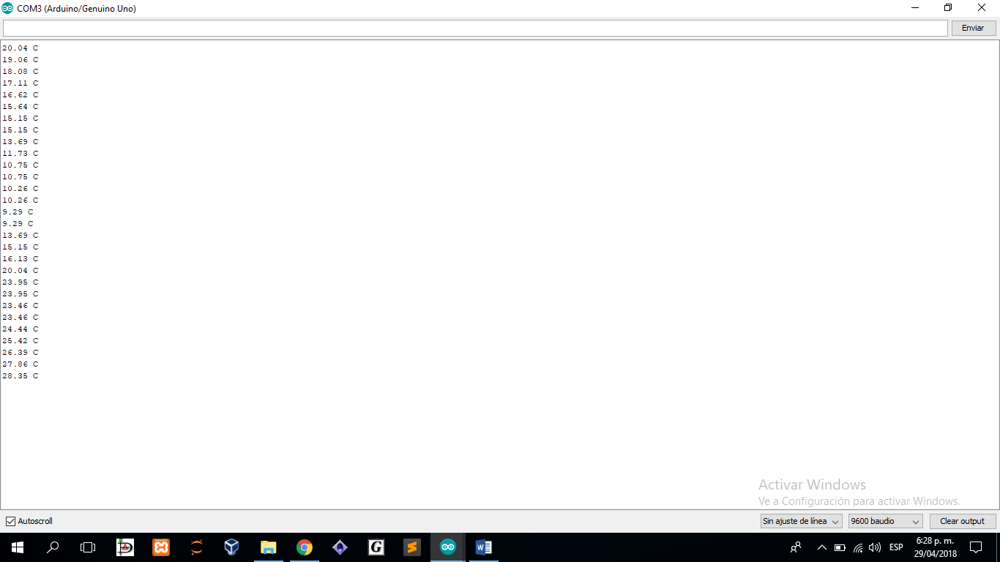 COM3 (Arduino/Genuino Uno)
Enviar
20.04 C
19.06 C
18.08 C
17.11 C
16.62 C
15.64 C
15.15 C
15.15 C
13.69 C
11.73 C
10.75 C
10.75 C
10.26 C
10.26 C
9.29 C
9.29 C
13.69 C
15.15 C
16.13 C
20.04 C
23.95 C
23.95 C
23.46 C
23.46 C
24.44 C
25.42 C
26.39 C
27.86 C
28.35 C
Activar Windows
Ve a Configuración para activar Windows.
Autoscroll
Sin ajuste de línea
9600 baudio
Clear output
ESP
6:28 p. m.
29/04/2018